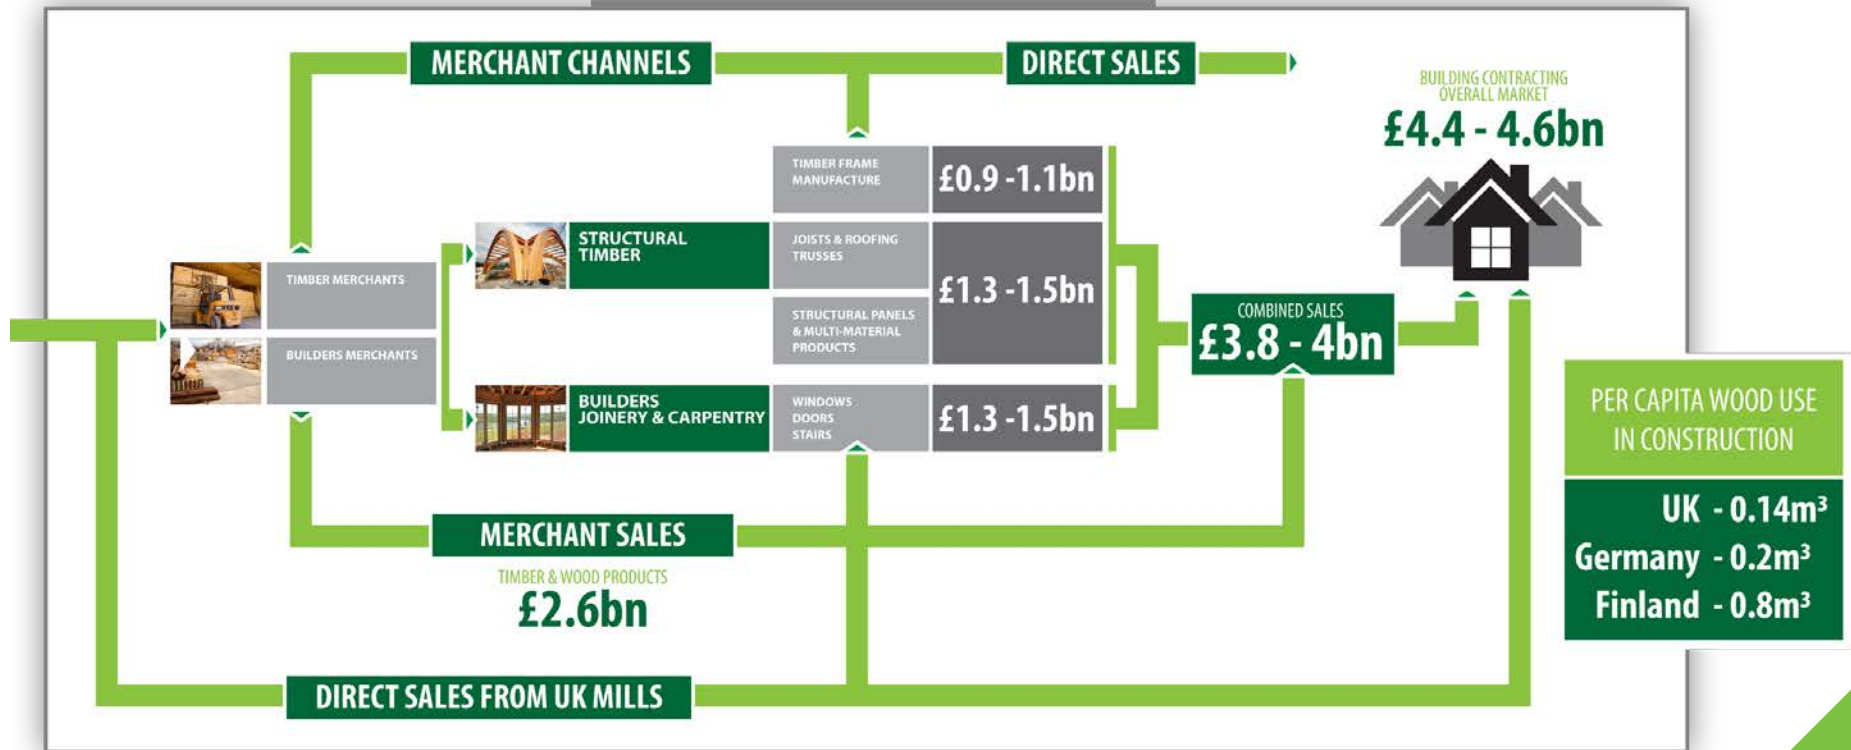 MERCHANT CHANNELS
DIRECT SALES
BUILDING CONTRACTING
OVERALL MARKET
£4.4 - 4.6bn
TIMBER FRAME
MANUFACTURE
£0.9 -1.1bn
STRUCTURAL
TIMBER
JOISTS & ROOFING
TRUSSES
£1.3 -1.5bn
STRUCTURAL PANELS
& MULTI-MATERIAL
PRODUCTS
TIMBER MERCHANTS
BUILDERS MERCHANTS
COMBINED SALES
£3.8 - 4bn
BUILDERS
JOINERY & CARPENTRY
WINDOWS
DOORS
STAIRS
£1.3 -1.5bn
PER CAPITA WOOD USE
IN CONSTRUCTION
UK - 0.14m³
Germany - 0.2m³
Finland - 0.8m³
MERCHANT SALES
TIMBER & WOOD PRODUCTS
£2.6bn
DIRECT SALES FROM UK MILLS